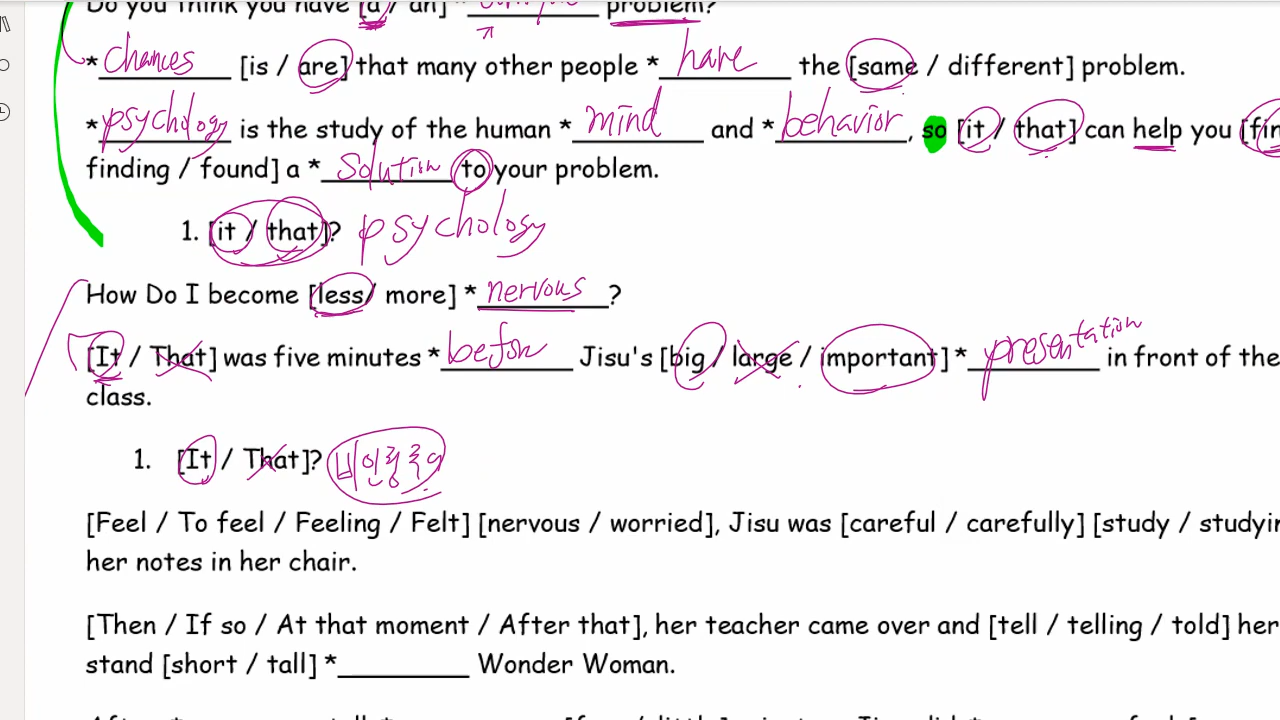 Do you think you have [a / an] * unique problem?
* chances [is / are] that many other people * have the [same / different] problem.
* psychology is the study of the human * mind and * behavior, so [it / that] can help you [fin
finding / found] a * solution to your problem.
1. [it / that]? psychology
How Do I become [less / more] * nervous?
[It / That] was five minutes * before Jisu's [big / large / important] * presentation in front of the
class.
1. [It / That]? 비인칭주어
[Feel / To feel / Feeling / Felt] [nervous / worried], Jisu was [careful / carefully] [study / studyin
her notes in her chair.
[Then / If so / At that moment / After that], her teacher came over and [tell / telling / told] her
stand [short / tall] * Wonder Woman.